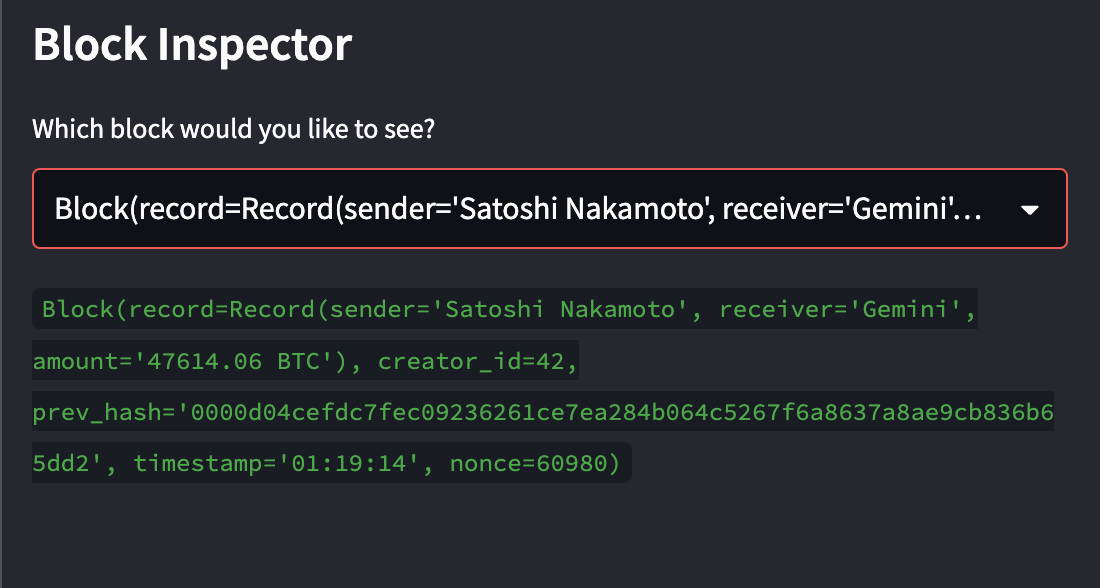 Block Inspector
Which block would you like to see?
Block(record=Record(sender='Satoshi Nakamoto', receiver='Gemini'...
Block(record=Record(sender='Satoshi Nakamoto', receiver='Gemini',
amount='47614.06 BTC'), creator_id=42,
prev_hash='0000d04cefdc7fec09236261ce7ea284b064c5267f6a8637a8ae9cb836b6
5dd2', timestamp='01:19:14', nonce=60980)